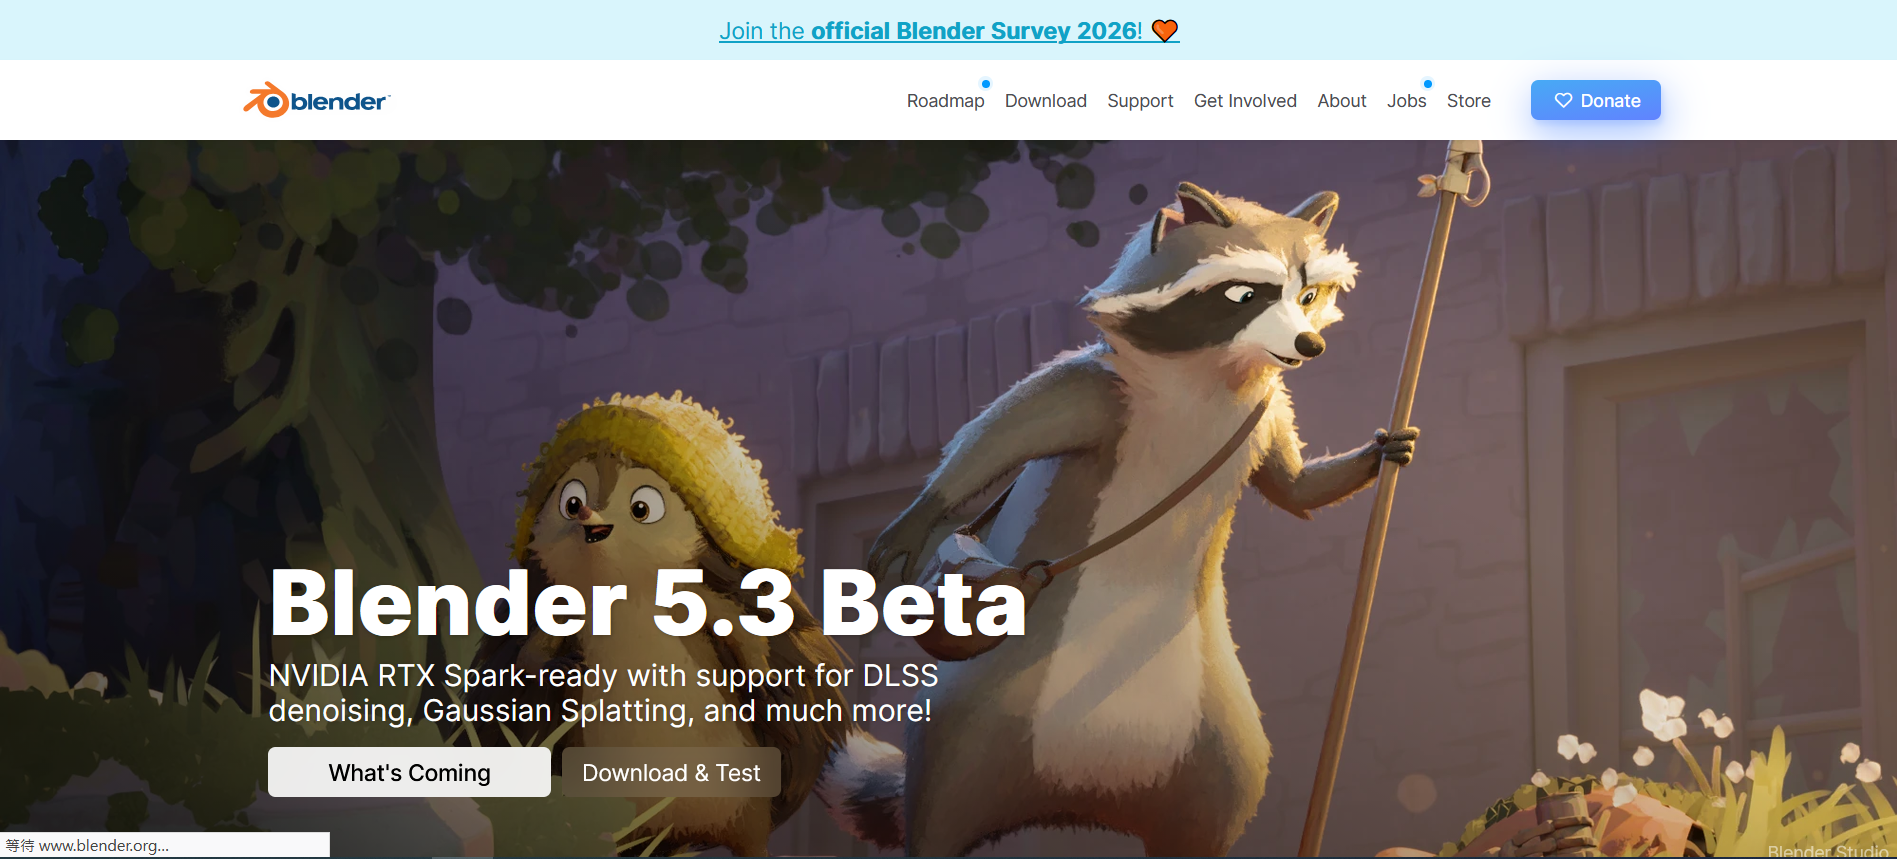 Join the official Blender Survey 2026! 🧡
blender
Roadmap Download Support Get Involved About Jobs Store Donate
Blender 5.3 Beta
NVIDIA RTX Spark-ready with support for DLSS
denoising, Gaussian Splatting, and much more!
What's Coming Download & Test
等待 www.blender.org...
Blender Studio